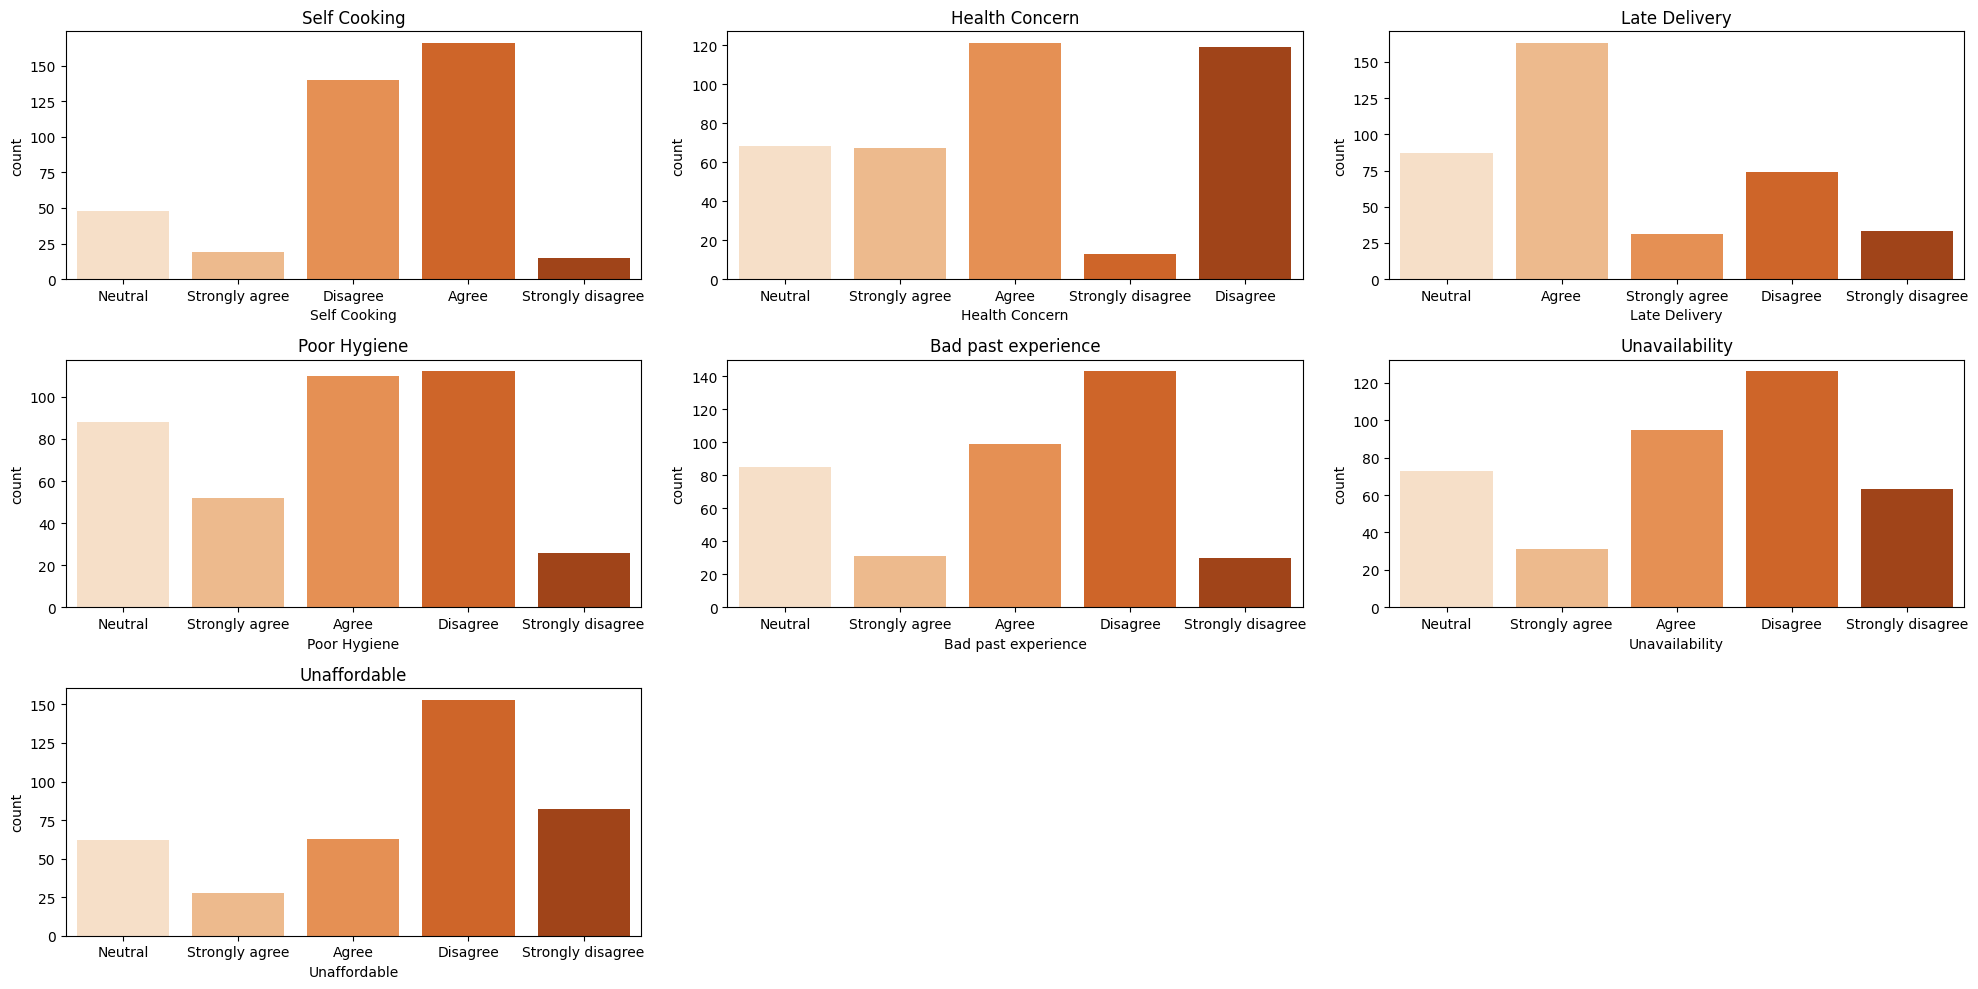 Self Cooking
count
150
125
100
75
50
25
0
Neutral Strongly agree Disagree Agree Strongly disagree
Self Cooking
Health Concern
count
120
100
80
60
40
20
0
Neutral Strongly agree Agree Strongly disagree Disagree
Health Concern
Late Delivery
count
150
125
100
75
50
25
0
Neutral Agree Strongly agree Disagree Strongly disagree
Late Delivery
Poor Hygiene
count
100
80
60
40
20
0
Neutral Strongly agree Agree Disagree Strongly disagree
Poor Hygiene
Bad past experience
count
140
120
100
80
60
40
20
0
Neutral Strongly agree Agree Disagree Strongly disagree
Bad past experience
Unavailability
count
120
100
80
60
40
20
0
Neutral Strongly agree Agree Disagree Strongly disagree
Unavailability
Unaffordable
count
150
125
100
75
50
25
0
Neutral Strongly agree Agree Disagree Strongly disagree
Unaffordable